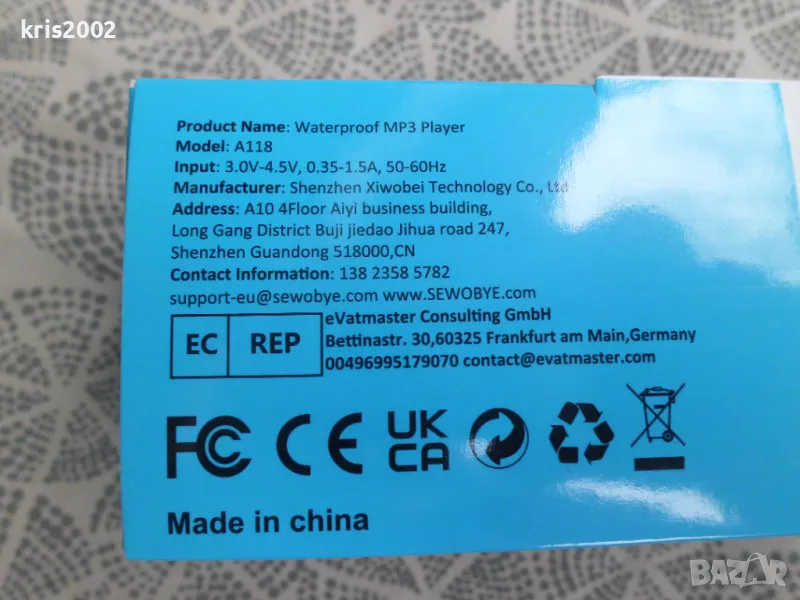 kris2002
Product Name: Waterproof MP3 Player
Model: A118
Input: 3.0V-4.5V, 0.35-1.5A, 50-60Hz
Manufacturer: Shenzhen Xiwobei Technology Co., Ltd
Address: A10 4Floor Aiyi business building,
Long Gang District Buji jiedao Jihua road 247,
Shenzhen Guandong 518000,CN
Contact Information: 138 2358 5782
support-eu@sewobye.com www.SEWOBYE.com
EC REP
eVatmaster Consulting GmbH
Bettinastr. 30,60325 Frankfurt am Main,Germany
00496995179070 contact@evatmaster.com
FC CE UK
CA
Made in china
BAZAR